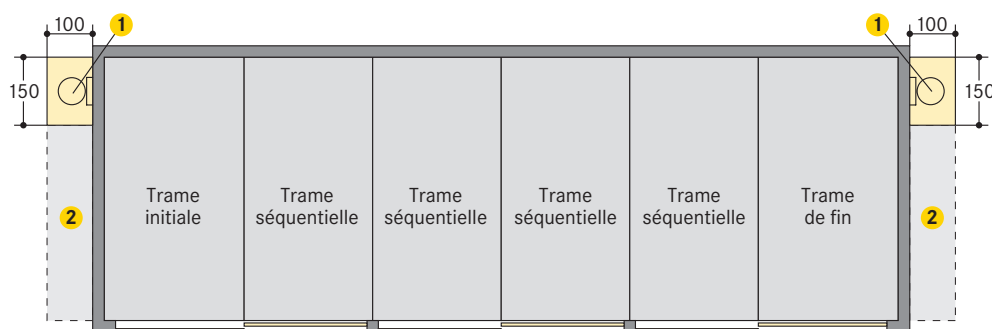 100
1
1
100
150
150
Trame
initiale
Trame
séquentielle
Trame
séquentielle
Trame
séquentielle
Trame
séquentielle
Trame
de fin
2
2